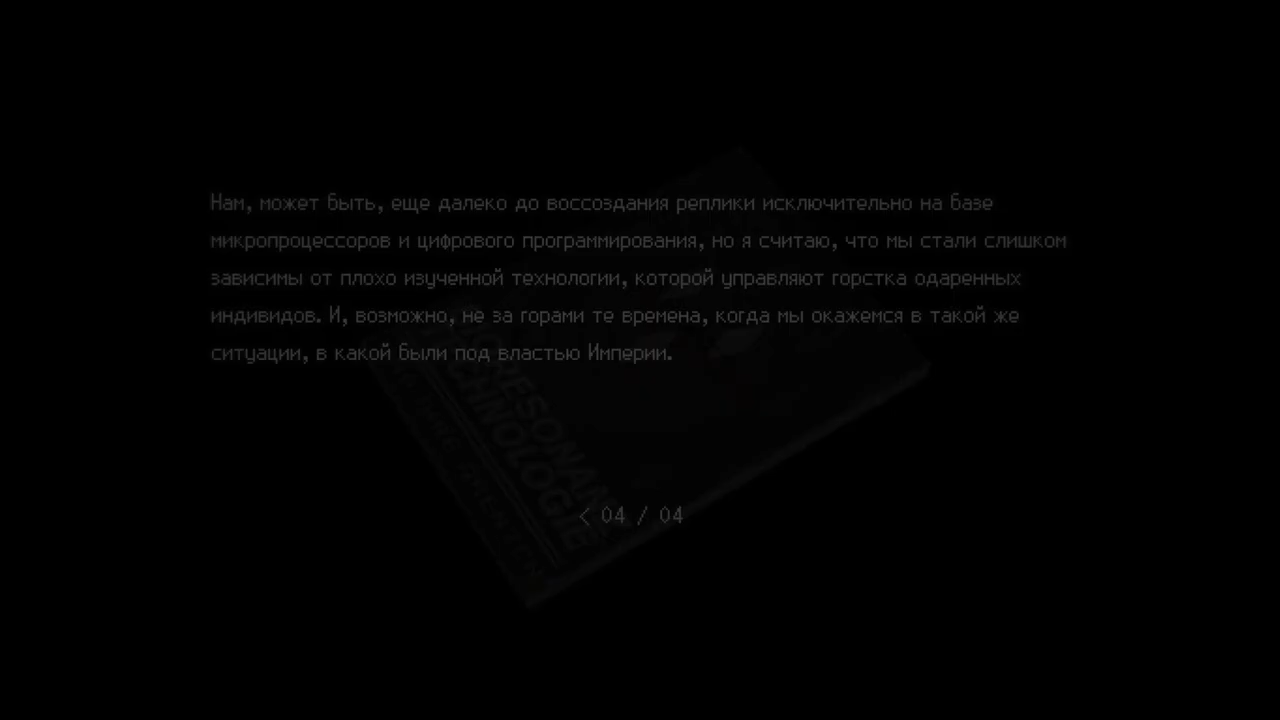 Нам, может быть, еще далеко до воссоздания реплики исключительно на базе
микропроцессоров и цифрового программирования, но я считаю, что мы стали слишком
зависимы от плохо изученной технологии, которой управляют горстка одаренных
индивидов. И, возможно, не за горами те времена, когда мы окажемся в такой же
ситуации, в какой были под властью Империи.
TECHNOLOGIE
< 04 / 04